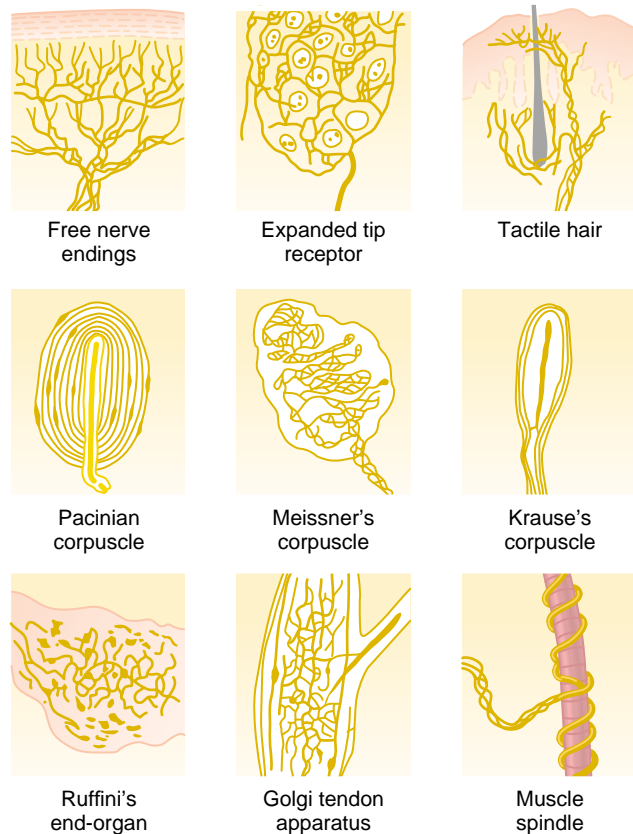 Free nerve
endings
Expanded tip
receptor
Tactile hair
Pacinian
corpuscle
Meissner's
corpuscle
Krause's
corpuscle
Ruffini's
end-organ
Golgi tendon
apparatus
Muscle
spindle